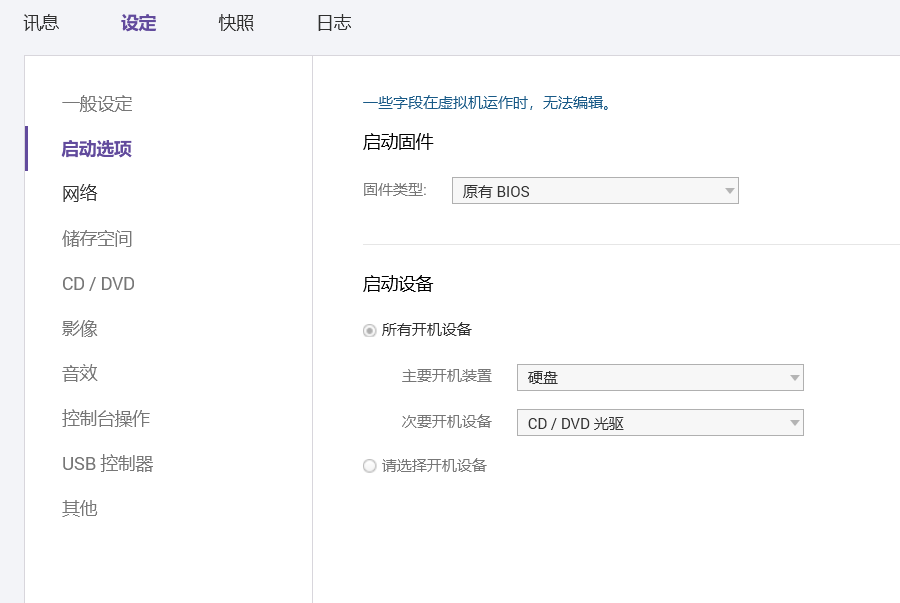 讯息 设定 快照 日志
一般设定
启动选项
网络
储存空间
CD / DVD
影像
音效
控制台操作
USB 控制器
其他
一些字段在虚拟机运作时，无法编辑。
启动固件
固件类型: 原有 BIOS
启动设备
所有开机设备
主要开机装置 硬盘
次要开机设备 CD / DVD 光驱
请选择开机设备